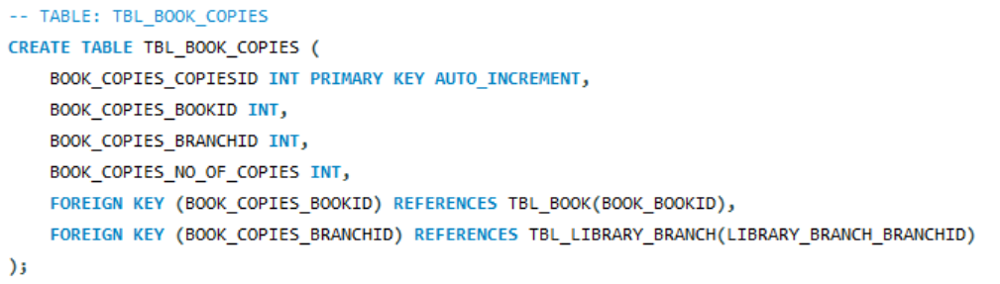 -- TABLE: TBL_BOOK_COPIES
CREATE TABLE TBL_BOOK_COPIES (
    BOOK_COPIES_COPIESID INT PRIMARY KEY AUTO_INCREMENT,
    BOOK_COPIES_BOOKID INT,
    BOOK_COPIES_BRANCHID INT,
    BOOK_COPIES_NO_OF_COPIES INT,
    FOREIGN KEY (BOOK_COPIES_BOOKID) REFERENCES TBL_BOOK(BOOK_BOOKID),
    FOREIGN KEY (BOOK_COPIES_BRANCHID) REFERENCES TBL_LIBRARY_BRANCH(LIBRARY_BRANCH_BRANCHID)
);